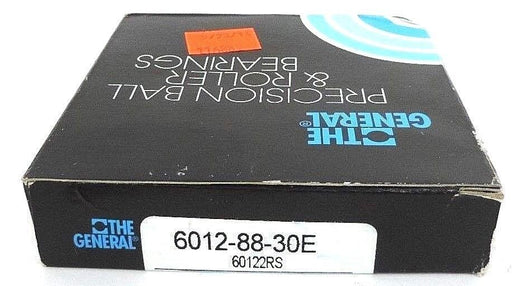 THE
GENERAL®
PRECISION BALL
& ROLLER
BEARINGS
THE
GENERAL®
6012-88-30E
60122RS